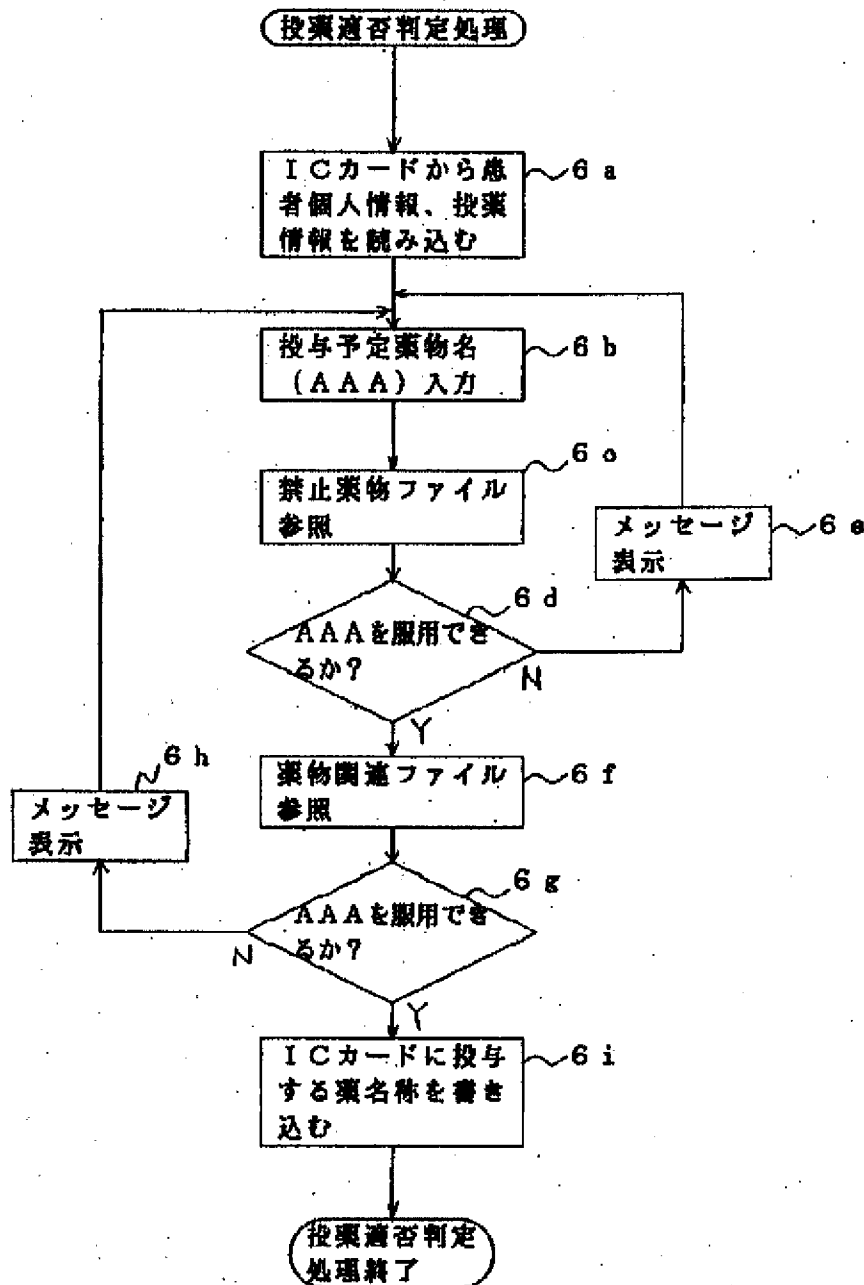 投薬適否判定処理
ICカードから患
者個人情報、投薬
情報を読み込む
6a
投与予定薬物名
(AAA)入力
6b
禁止薬物ファイル
参照
6c
メッセージ
表示
6e
AAAを服用でき
るか?
6d
N
Y
薬物関連ファイル
参照
6f
メッセージ
表示
6h
AAAを服用でき
るか?
6g
N
Y
ICカードに投与
する薬名称を書き
込む
6i
投薬適否判定
処理終了